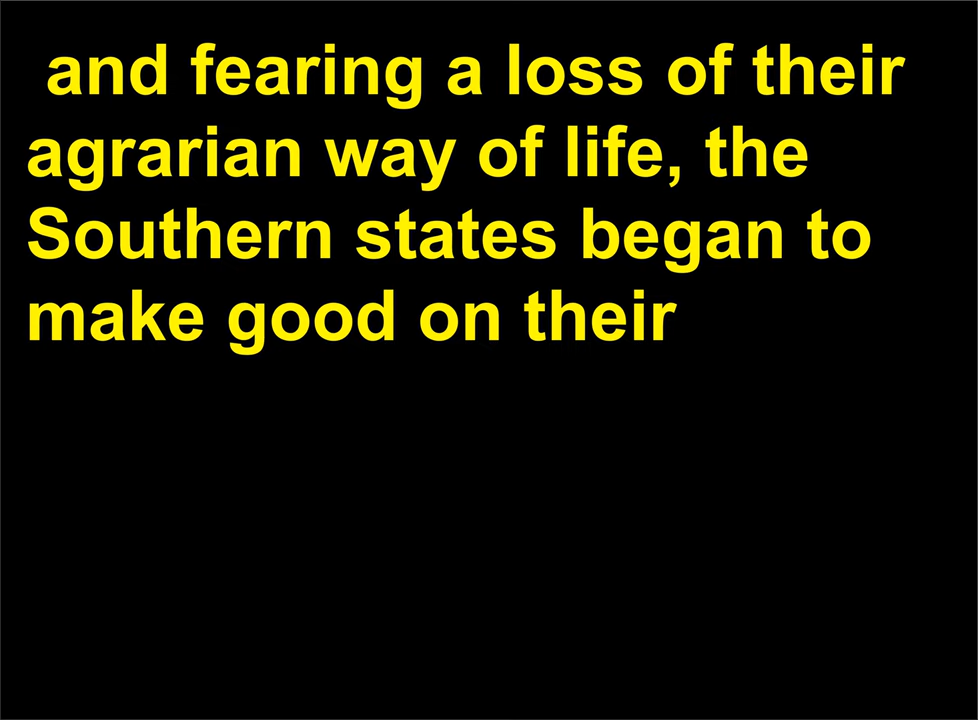 and fearing a loss of their
agrarian way of life, the
Southern states began to
make good on their